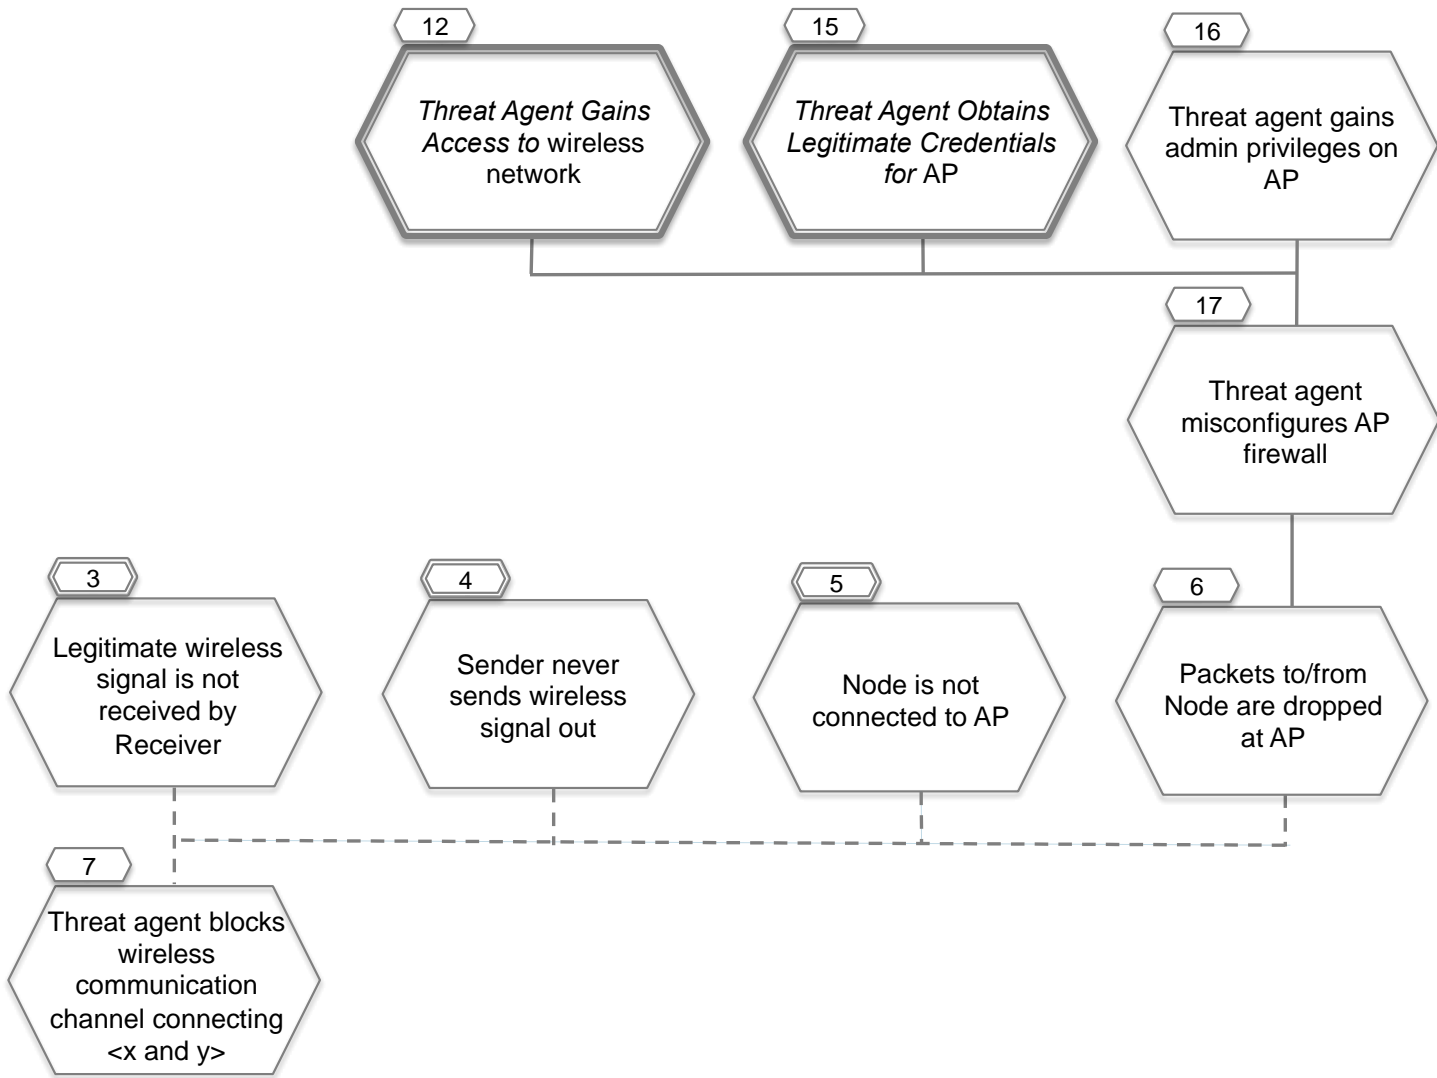 12
Threat Agent Gains
Access to wireless
network
15
Threat Agent Obtains
Legitimate Credentials
for AP
16
Threat agent gains
admin privileges on
AP
17
Threat agent
misconfigures AP
firewall
3
Legitimate wireless
signal is not
received by
Receiver
4
Sender never
sends wireless
signal out
5
Node is not
connected to AP
6
Packets to/from
Node are dropped
at AP
7
Threat agent blocks
wireless
communication
channel connecting
<x and y>